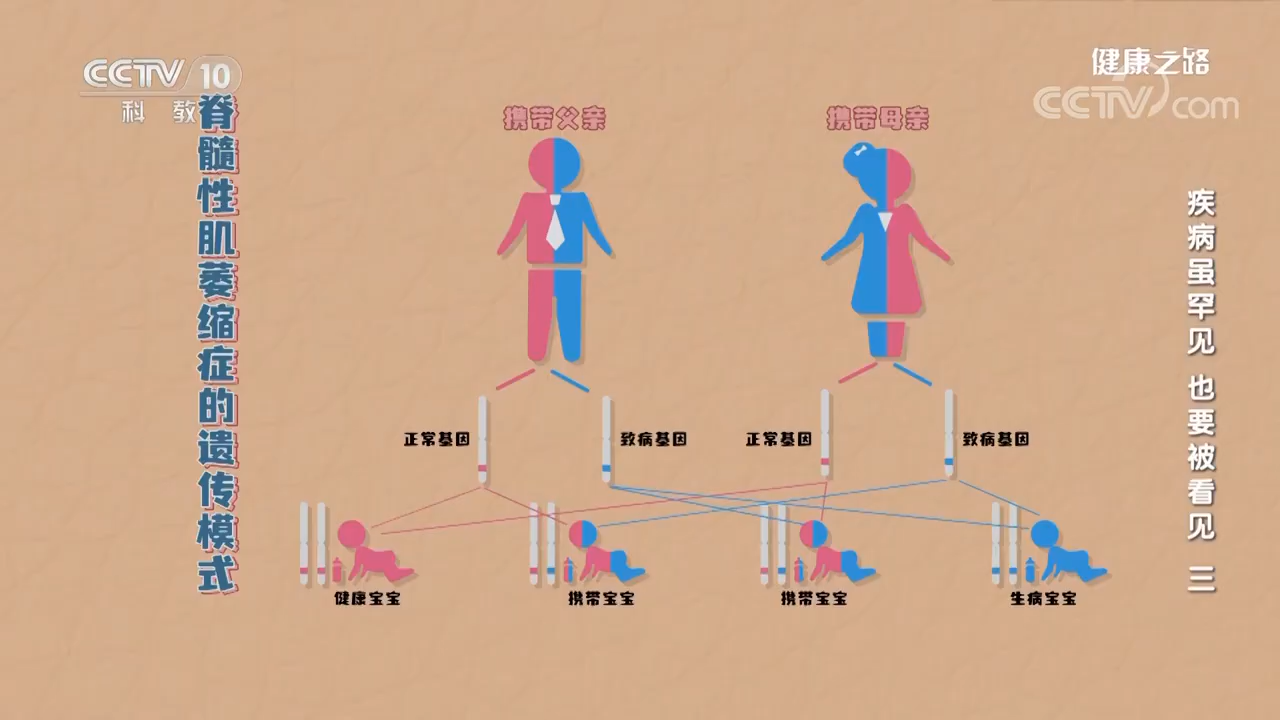 CCTV 10
科教
健康之路
CCTV.com
脊髓性肌萎缩症的遗传模式
携带父亲
携带母亲
疾病虽罕见 也要被看见 三
正常基因
致病基因
正常基因
致病基因
健康宝宝
携带宝宝
携带宝宝
生病宝宝